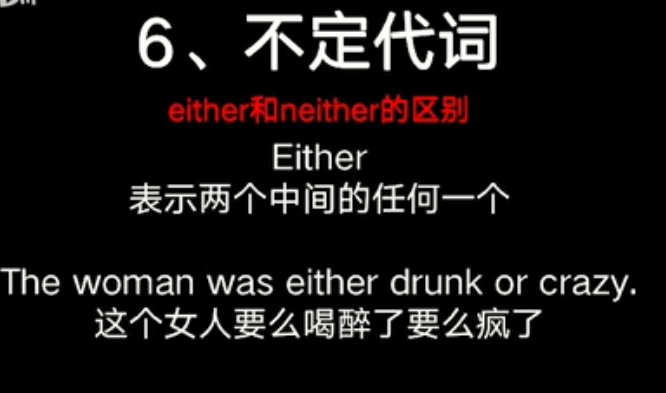 6、不定代词
either和neither的区别
Either
表示两个中间的任何一个
The woman was either drunk or crazy.
这个女人要么喝醉了要么疯了